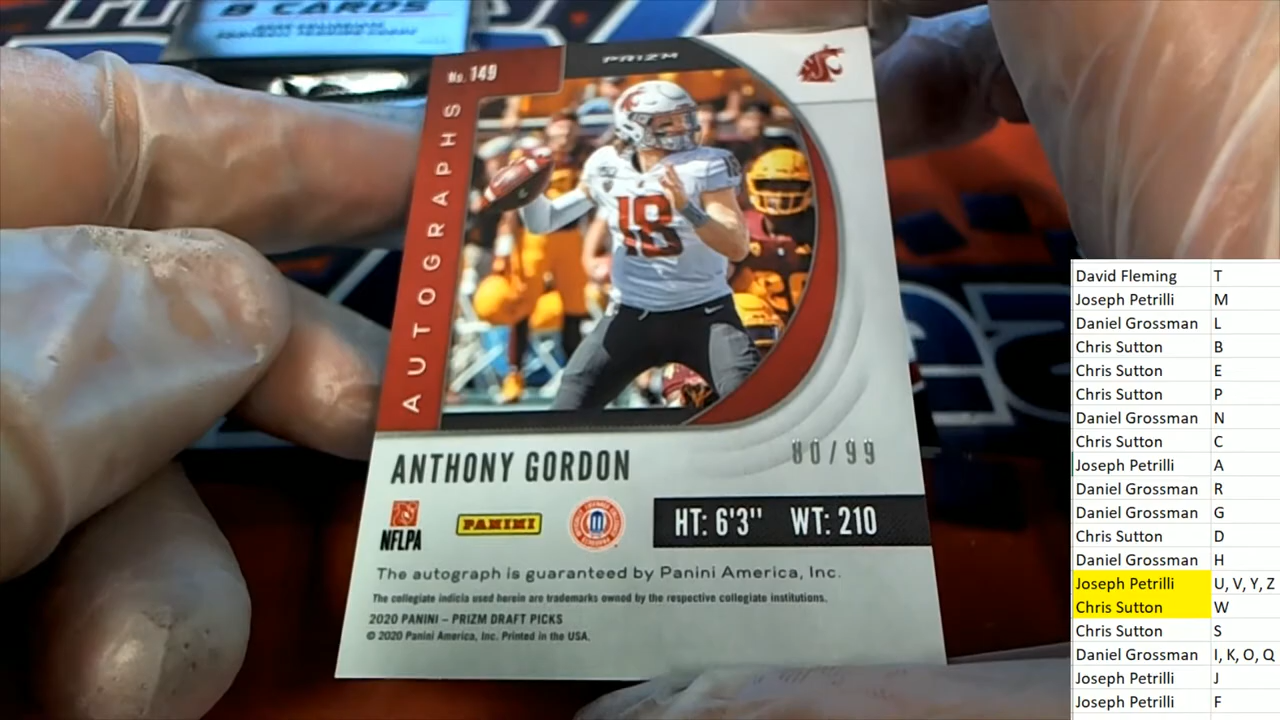 8 CARDS
PRIZM
No. 149
AUTOGRAPHS
18
18
ANTHONY GORDON
80/99
NFLPA
PANINI
HT: 6'3" WT: 210
The autograph is guaranteed by Panini America, Inc.
The collegiate indicia used herein are trademarks owned by the respective collegiate institutions.
2020 PANINI – PRIZM DRAFT PICKS
© 2020 Panini America, Inc. Printed in the USA.
David Fleming T
Joseph Petrilli M
Daniel Grossman L
Chris Sutton B
Chris Sutton E
Chris Sutton P
Daniel Grossman N
Chris Sutton C
Joseph Petrilli A
Daniel Grossman R
Daniel Grossman G
Chris Sutton D
Daniel Grossman H
Joseph Petrilli U, V, Y, Z
Chris Sutton W
Chris Sutton S
Daniel Grossman I, K, O, Q
Joseph Petrilli J
Joseph Petrilli F